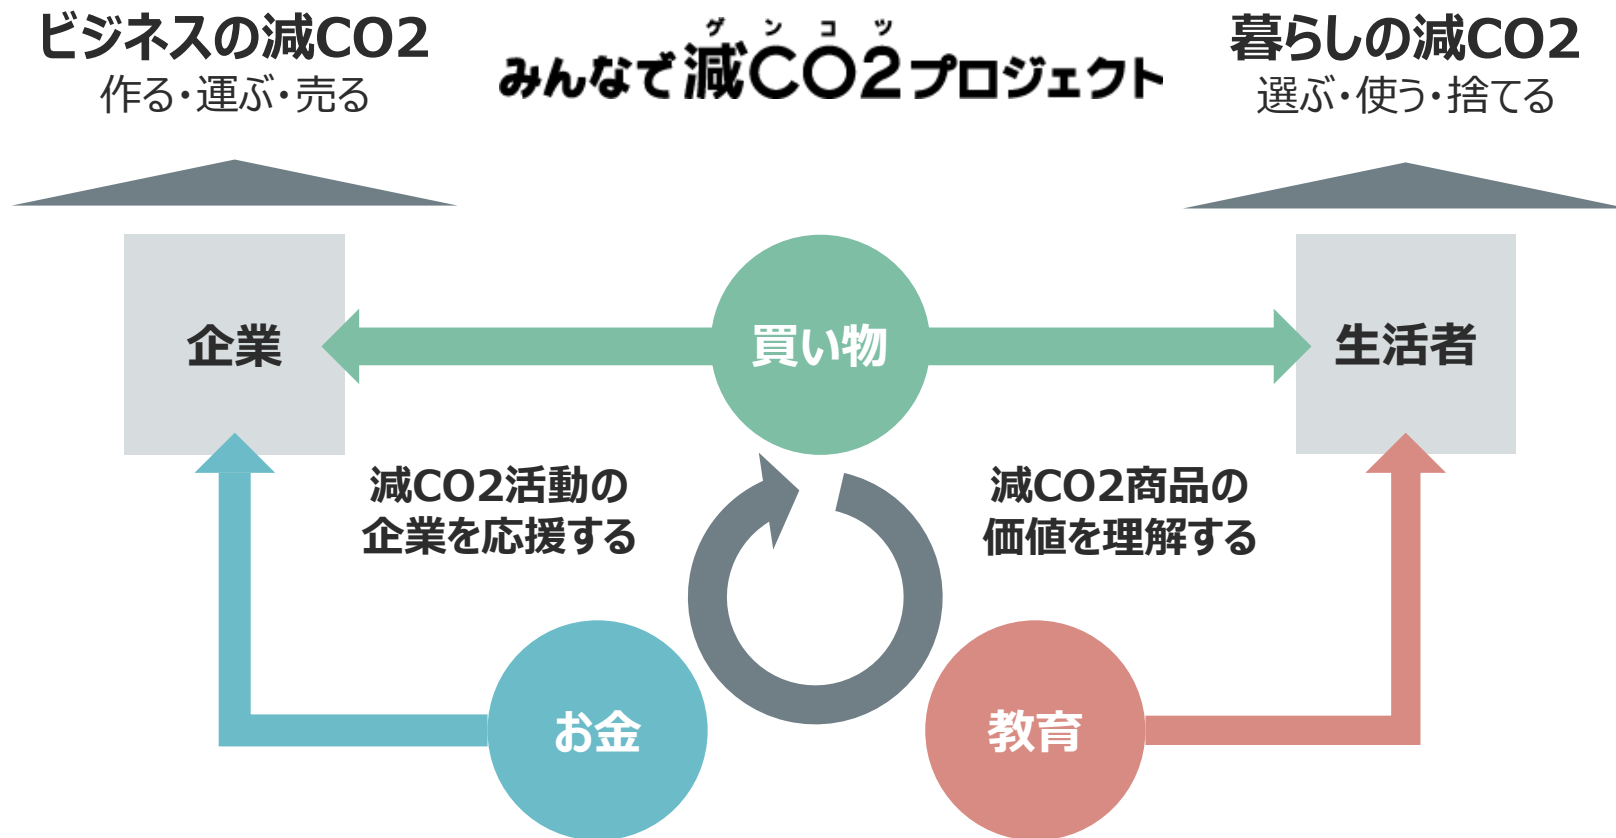 ビジネスの減CO2
作る・運ぶ・売る
ゲンコツ
みんなで減CO2プロジェクト
暮らしの減CO2
選ぶ・使う・捨てる
企業
買い物
生活者
減CO2活動の
企業を応援する
減CO2商品の
価値を理解する
お金
教育